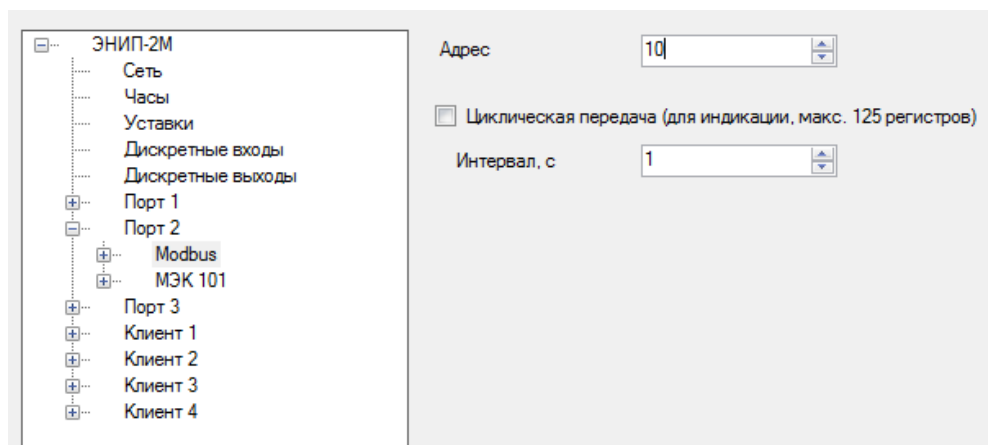 ЭНИП-2М
Сеть
Часы
Уставки
Дискретные входы
Дискретные выходы
Порт 1
Порт 2
Modbus
МЭК 101
Порт 3
Клиент 1
Клиент 2
Клиент 3
Клиент 4
Адрес 10
Циклическая передача (для индикации, макс. 125 регистров)
Интервал, с 1